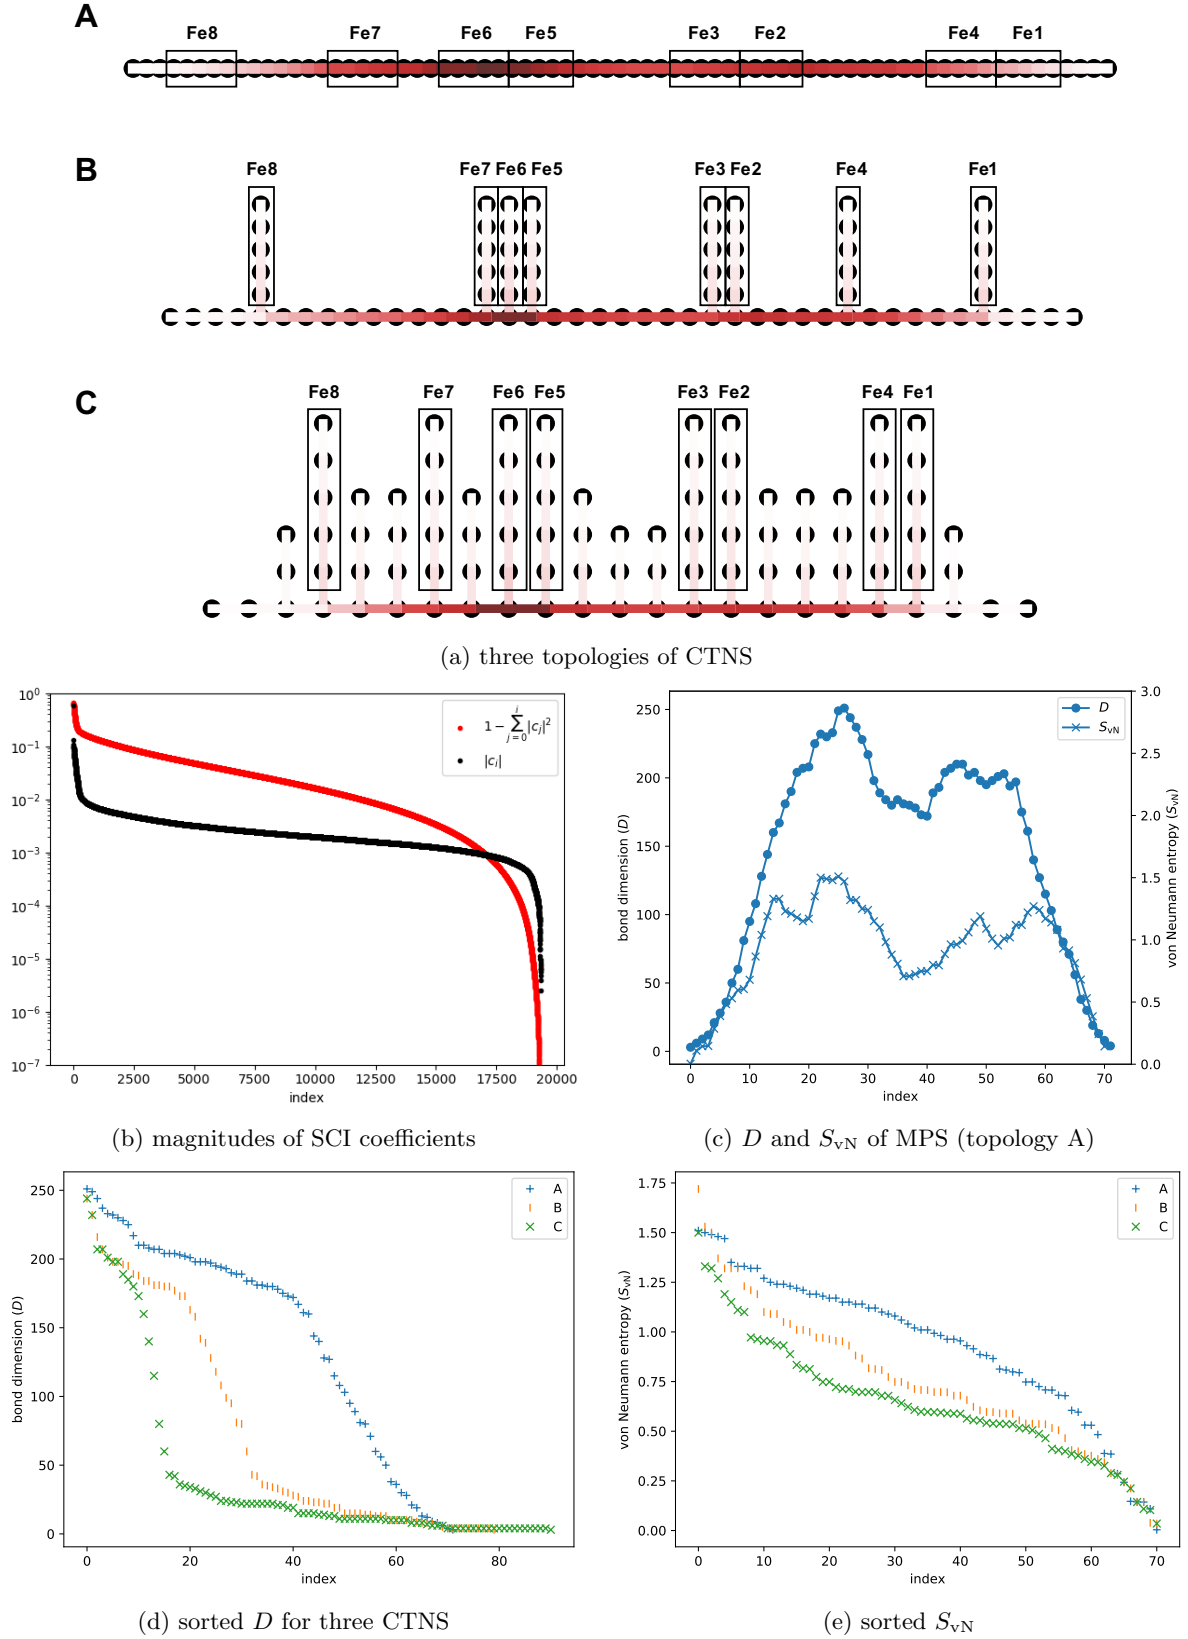 A
Fe8 Fe7 Fe6 Fe5 Fe3 Fe2 Fe4 Fe1
B
Fe8 Fe7 Fe6 Fe5 Fe3 Fe2 Fe4 Fe1
C
Fe8 Fe7 Fe6 Fe5 Fe3 Fe2 Fe4 Fe1
(a) three topologies of CTNS
10^0
10^-1
10^-2
10^-3
10^-4
10^-5
10^-6
10^-7
0 2500 5000 7500 10000 12500 15000 17500 20000
index
1 − ∑_{j=0}^{i} |c_j|^2
|c_i|
(b) magnitudes of SCI coefficients
bond dimension (D)
250
200
150
100
50
0
0 10 20 30 40 50 60 70
index
D
S_vN
3.0
2.5
2.0
1.5
1.0
0.5
0.0
von Neumann entropy (S_vN)
(c) D and S_vN of MPS (topology A)
bond dimension (D)
250
200
150
100
50
0
0 20 40 60 80
index
A
B
C
(d) sorted D for three CTNS
von Neumann entropy (S_vN)
1.75
1.50
1.25
1.00
0.75
0.50
0.25
0.00
0 10 20 30 40 50 60 70
index
A
B
C
(e) sorted S_vN